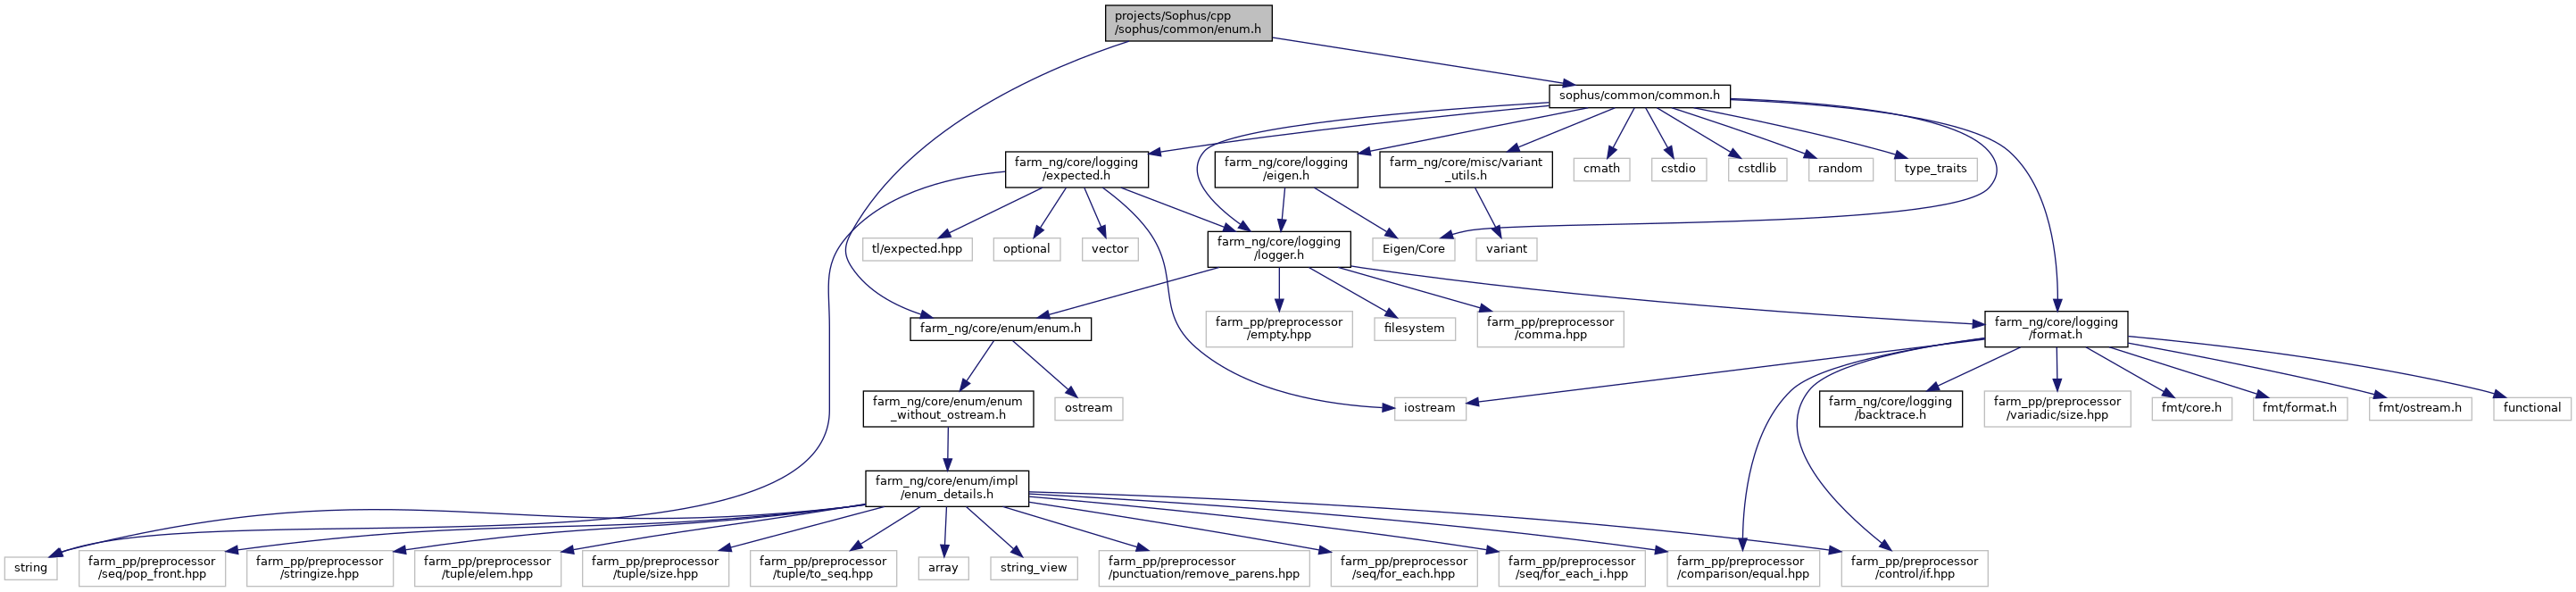 projects/Sophus/cpp
/sophus/common/enum.h
sophus/common/common.h
farm_ng/core/logging
/expected.h
farm_ng/core/logging
/eigen.h
farm_ng/core/misc/variant
_utils.h
cmath
cstdio
cstdlib
random
type_traits
tl/expected.hpp
optional
vector
farm_ng/core/logging
/logger.h
Eigen/Core
variant
farm_ng/core/enum/enum.h
farm_pp/preprocessor
/empty.hpp
filesystem
farm_pp/preprocessor
/comma.hpp
farm_ng/core/logging
/format.h
farm_ng/core/enum/enum
_without_ostream.h
ostream
iostream
farm_ng/core/logging
/backtrace.h
farm_pp/preprocessor
/variadic/size.hpp
fmt/core.h
fmt/format.h
fmt/ostream.h
functional
farm_ng/core/enum/impl
/enum_details.h
string
farm_pp/preprocessor
/seq/pop_front.hpp
farm_pp/preprocessor
/stringize.hpp
farm_pp/preprocessor
/tuple/elem.hpp
farm_pp/preprocessor
/tuple/size.hpp
farm_pp/preprocessor
/tuple/to_seq.hpp
array
string_view
farm_pp/preprocessor
/punctuation/remove_parens.hpp
farm_pp/preprocessor
/seq/for_each.hpp
farm_pp/preprocessor
/seq/for_each_i.hpp
farm_pp/preprocessor
/comparison/equal.hpp
farm_pp/preprocessor
/control/if.hpp